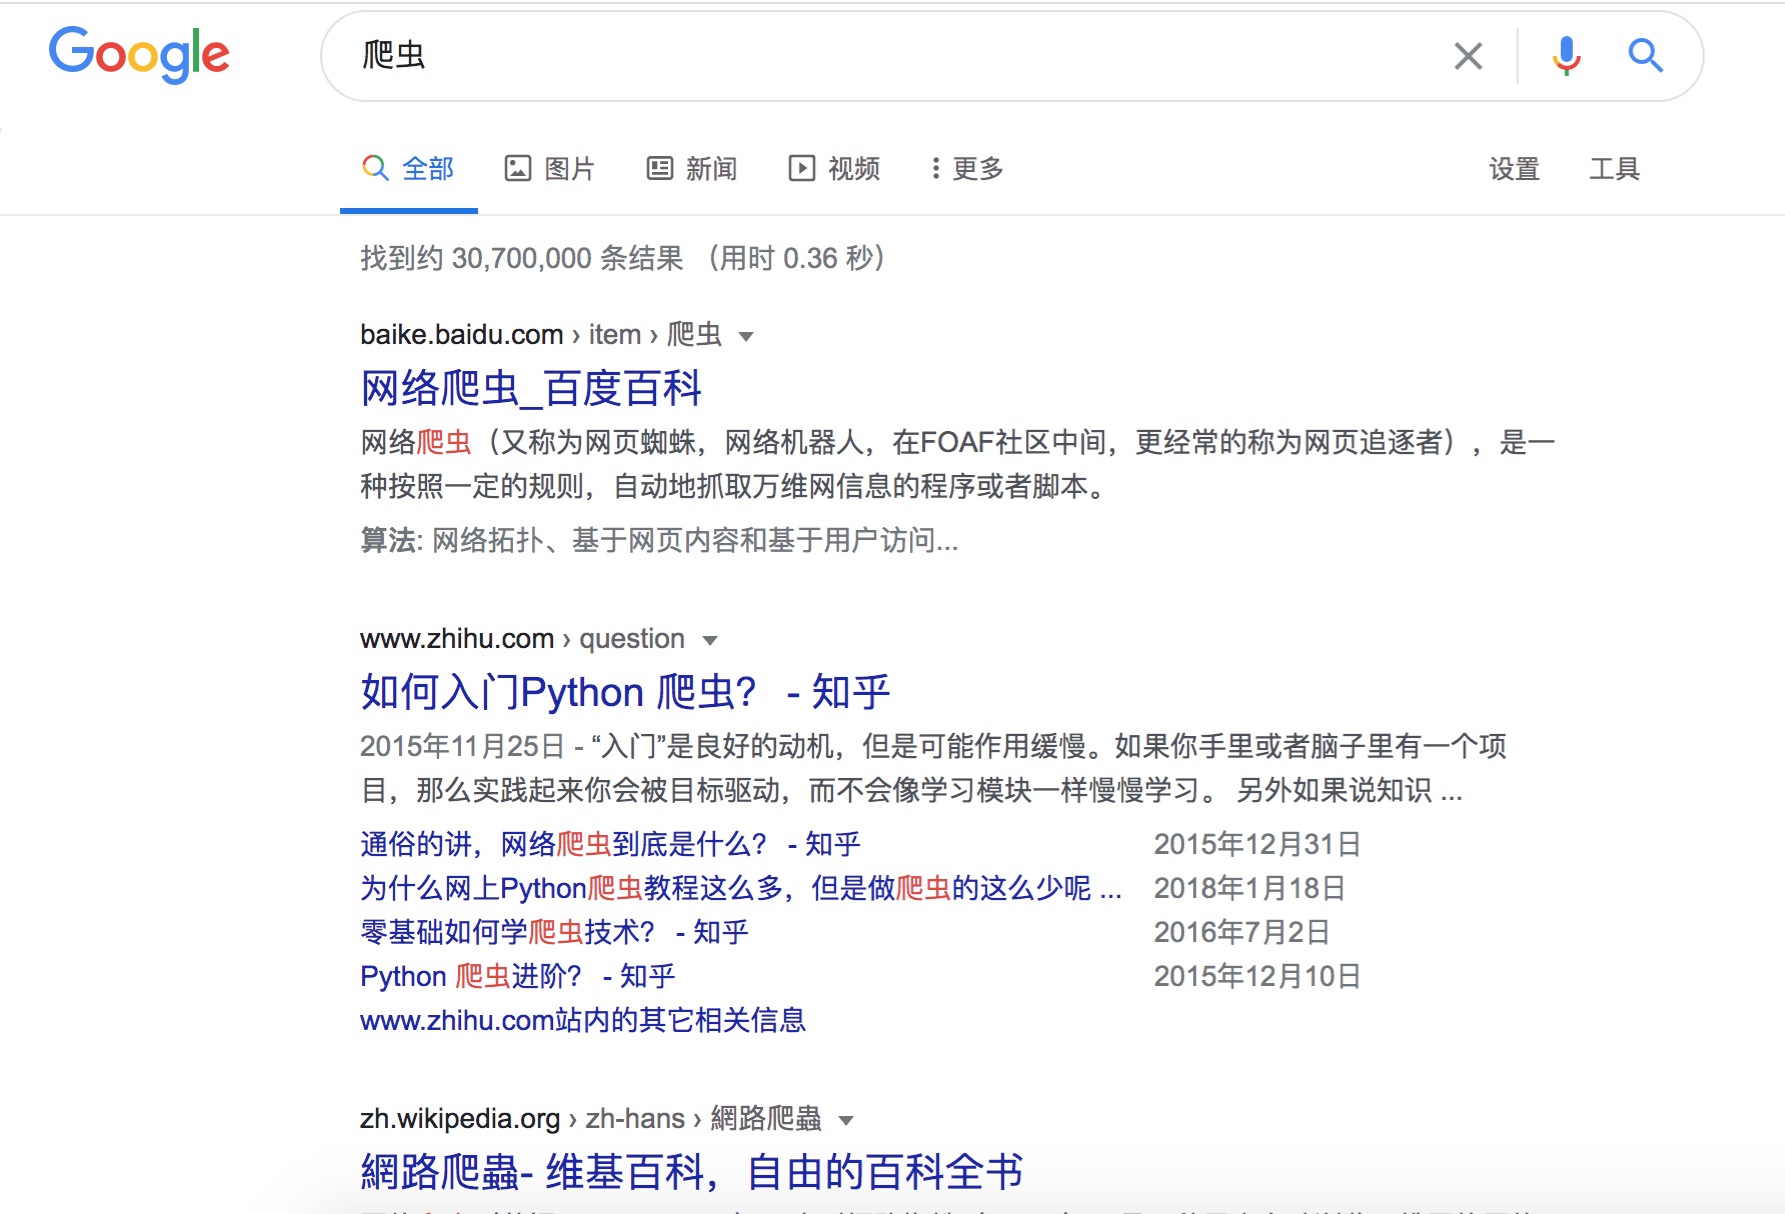 Google
爬虫
全部 图片 新闻 视频 更多 设置 工具
找到约 30,700,000 条结果 （用时 0.36 秒）
baike.baidu.com › item › 爬虫
网络爬虫_百度百科
网络爬虫（又称为网页蜘蛛，网络机器人，在FOAF社区中间，更经常的称为网页追逐者），是一
种按照一定的规则，自动地抓取万维网信息的程序或者脚本。
算法: 网络拓扑、基于网页内容和基于用户访问...
www.zhihu.com › question
如何入门Python 爬虫？ - 知乎
2015年11月25日 - “入门”是良好的动机，但是可能作用缓慢。如果你手里或者脑子里有一个项
目，那么实践起来你会被目标驱动，而不会像学习模块一样慢慢学习。 另外如果说知识 ...
通俗的讲，网络爬虫到底是什么？ - 知乎 2015年12月31日
为什么网上Python爬虫教程这么多，但是做爬虫的这么少呢 ... 2018年1月18日
零基础如何学爬虫技术？ - 知乎 2016年7月2日
Python 爬虫进阶？ - 知乎 2015年12月10日
www.zhihu.com站内的其它相关信息
zh.wikipedia.org › zh-hans › 網路爬蟲
網路爬蟲- 维基百科，自由的百科全书